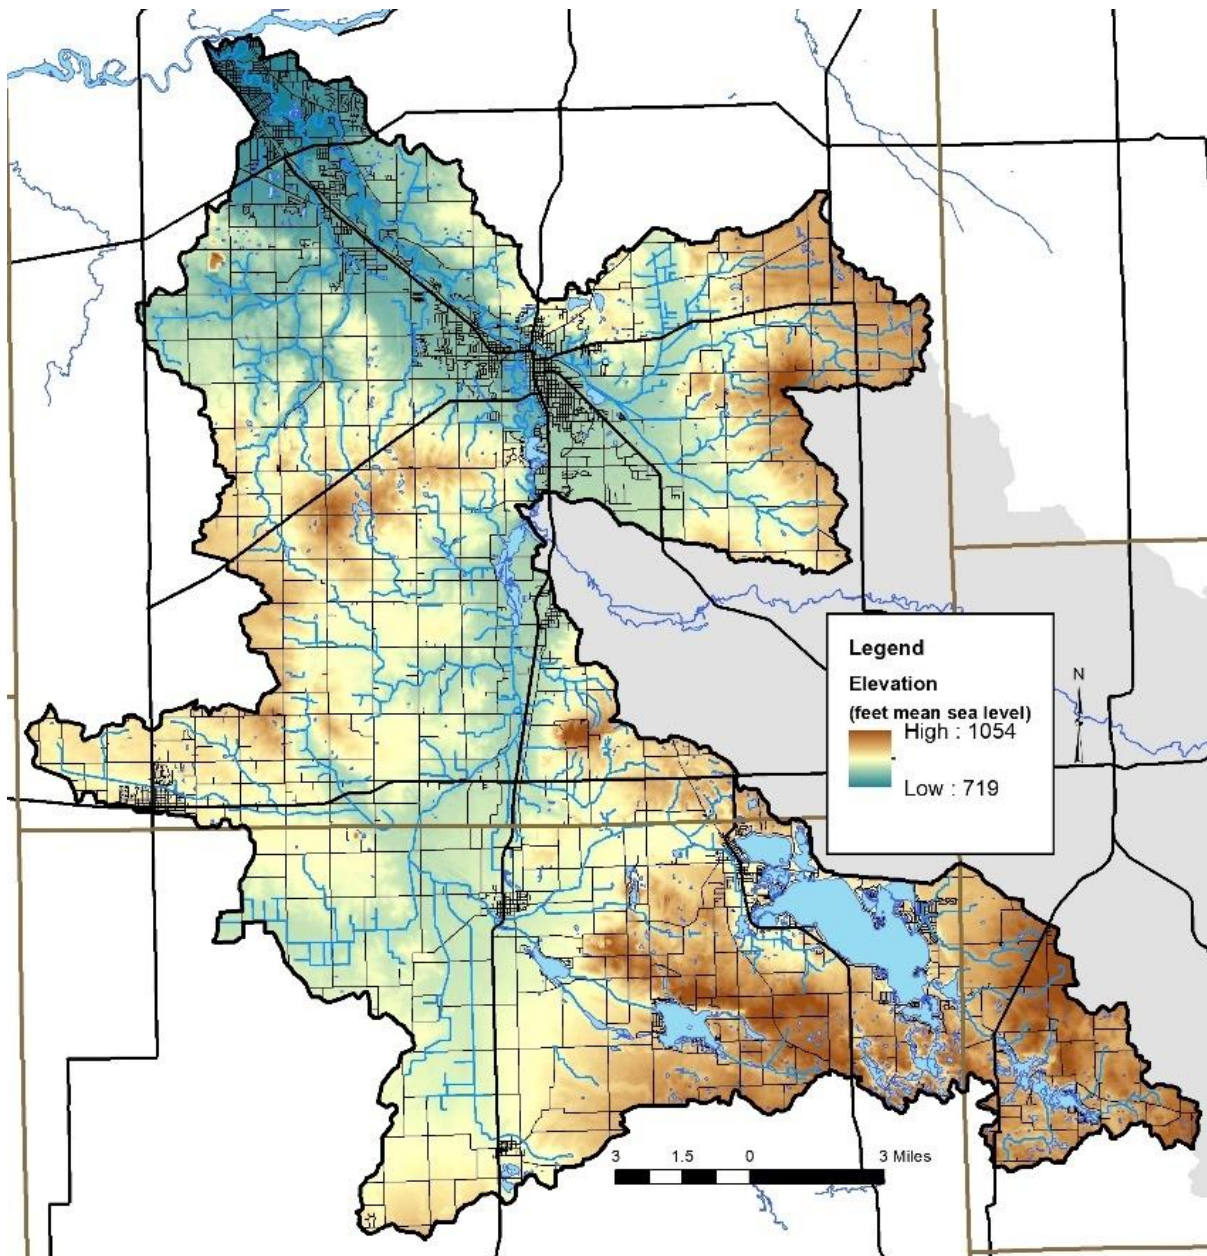 Legend
Elevation
(feet mean sea level)
High : 1054
Low : 719
N
3 1.5 0 3 Miles